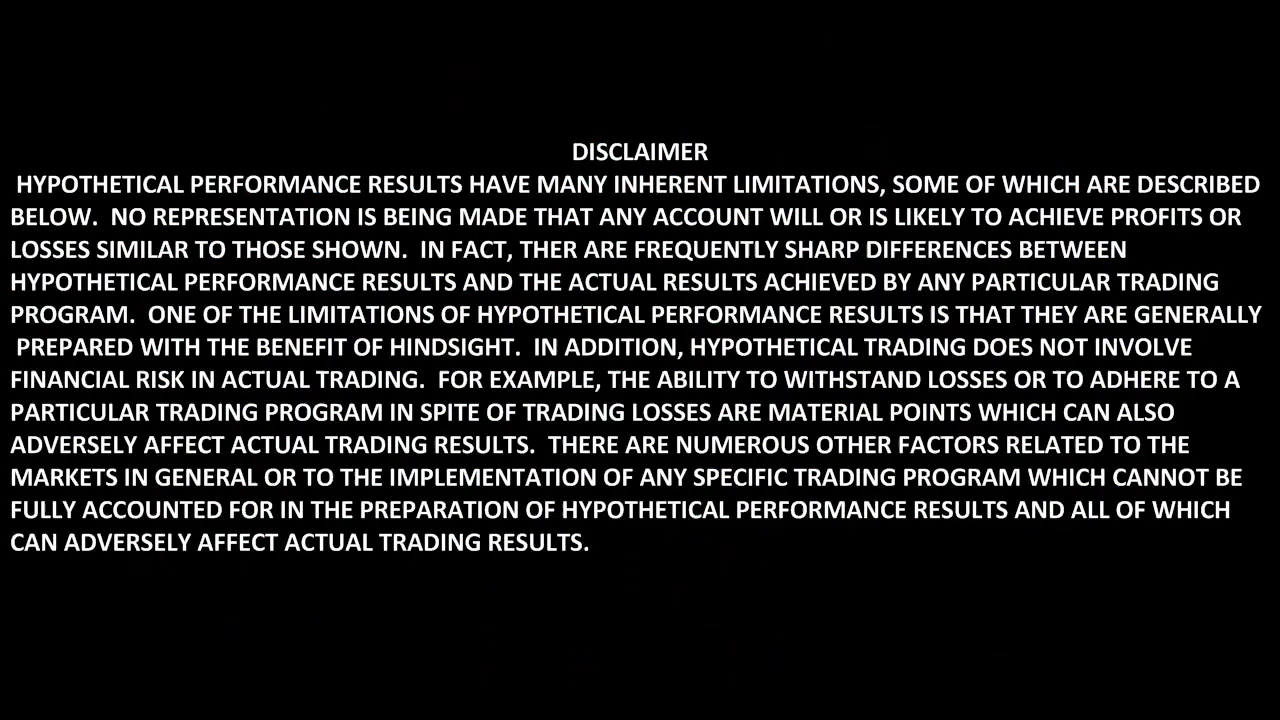 DISCLAIMER
HYPOTHETICAL PERFORMANCE RESULTS HAVE MANY INHERENT LIMITATIONS, SOME OF WHICH ARE DESCRIBED
BELOW.  NO REPRESENTATION IS BEING MADE THAT ANY ACCOUNT WILL OR IS LIKELY TO ACHIEVE PROFITS OR
LOSSES SIMILAR TO THOSE SHOWN.  IN FACT, THER ARE FREQUENTLY SHARP DIFFERENCES BETWEEN
HYPOTHETICAL PERFORMANCE RESULTS AND THE ACTUAL RESULTS ACHIEVED BY ANY PARTICULAR TRADING
PROGRAM.  ONE OF THE LIMITATIONS OF HYPOTHETICAL PERFORMANCE RESULTS IS THAT THEY ARE GENERALLY
PREPARED WITH THE BENEFIT OF HINDSIGHT.  IN ADDITION, HYPOTHETICAL TRADING DOES NOT INVOLVE
FINANCIAL RISK IN ACTUAL TRADING.  FOR EXAMPLE, THE ABILITY TO WITHSTAND LOSSES OR TO ADHERE TO A
PARTICULAR TRADING PROGRAM IN SPITE OF TRADING LOSSES ARE MATERIAL POINTS WHICH CAN ALSO
ADVERSELY AFFECT ACTUAL TRADING RESULTS.  THERE ARE NUMEROUS OTHER FACTORS RELATED TO THE
MARKETS IN GENERAL OR TO THE IMPLEMENTATION OF ANY SPECIFIC TRADING PROGRAM WHICH CANNOT BE
FULLY ACCOUNTED FOR IN THE PREPARATION OF HYPOTHETICAL PERFORMANCE RESULTS AND ALL OF WHICH
CAN ADVERSELY AFFECT ACTUAL TRADING RESULTS.